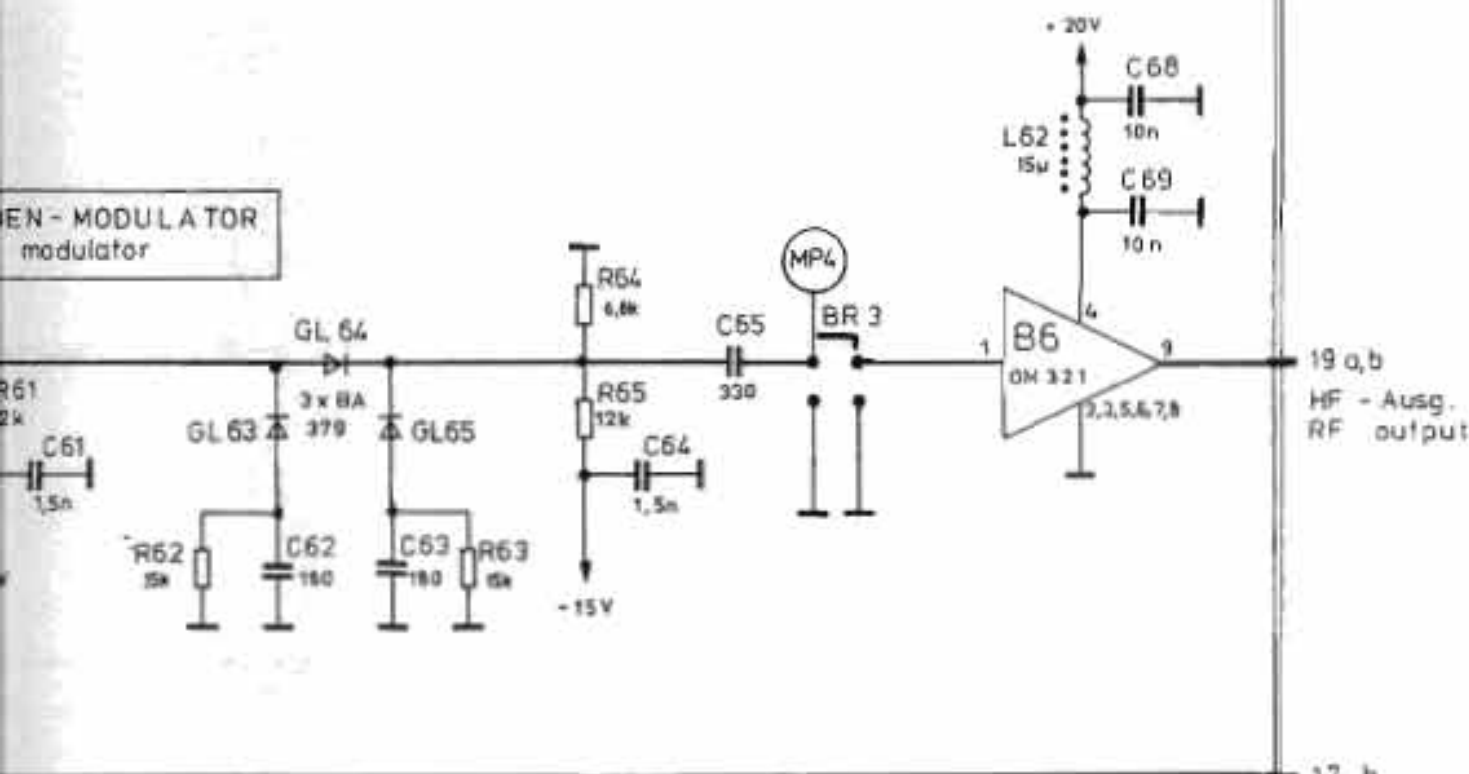 + 20V
C68
10n
L62
15µ
C69
10n
EN - MODULATOR
modulator
MP4
R64
6,8k
GL 64
C65
330
BR 3
1
B6
OM 321
4
9
2,3,5,6,7,8
19 a,b
HF - Ausg.
RF output
R61
2k
3 x BA
379
GL63
GL65
R65
12k
C61
1,5n
C64
1,5n
R62
15k
C62
180
C63
180
R63
15k
- 15V